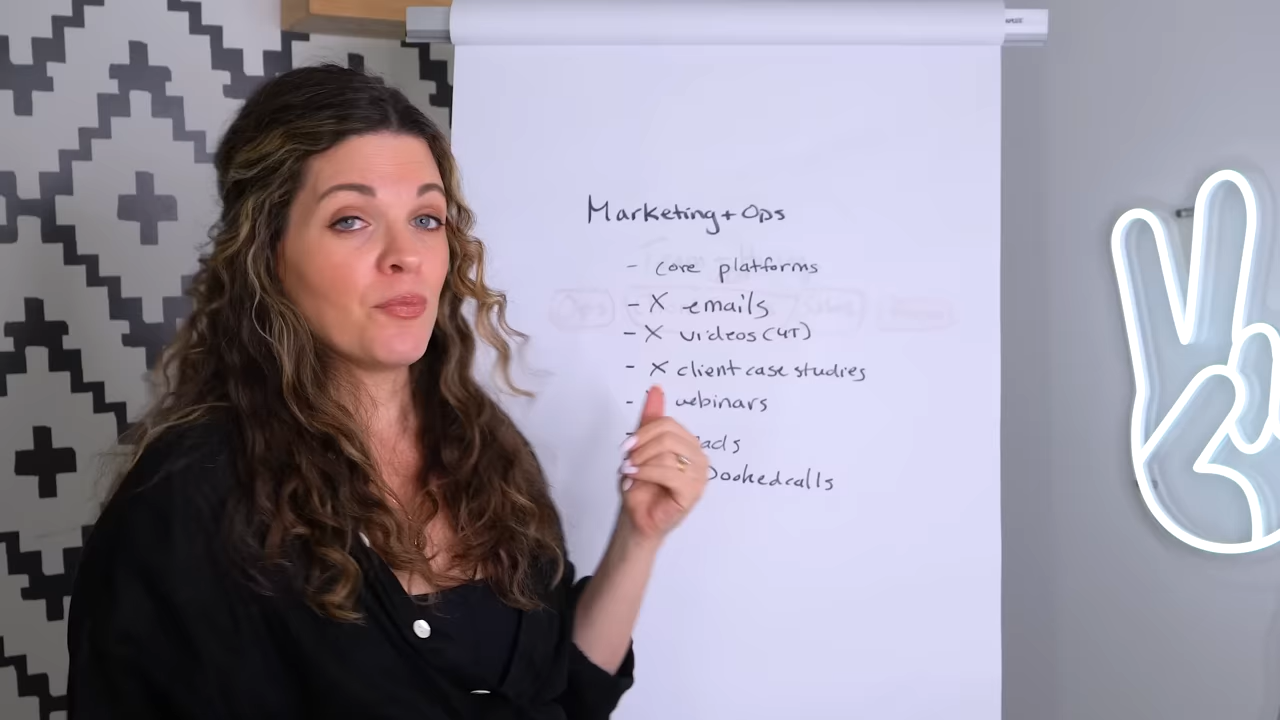 Marketing + Ops
- core platforms
- X emails
- X videos (YT)
- X client case studies
- webinars
- ads
Booked calls